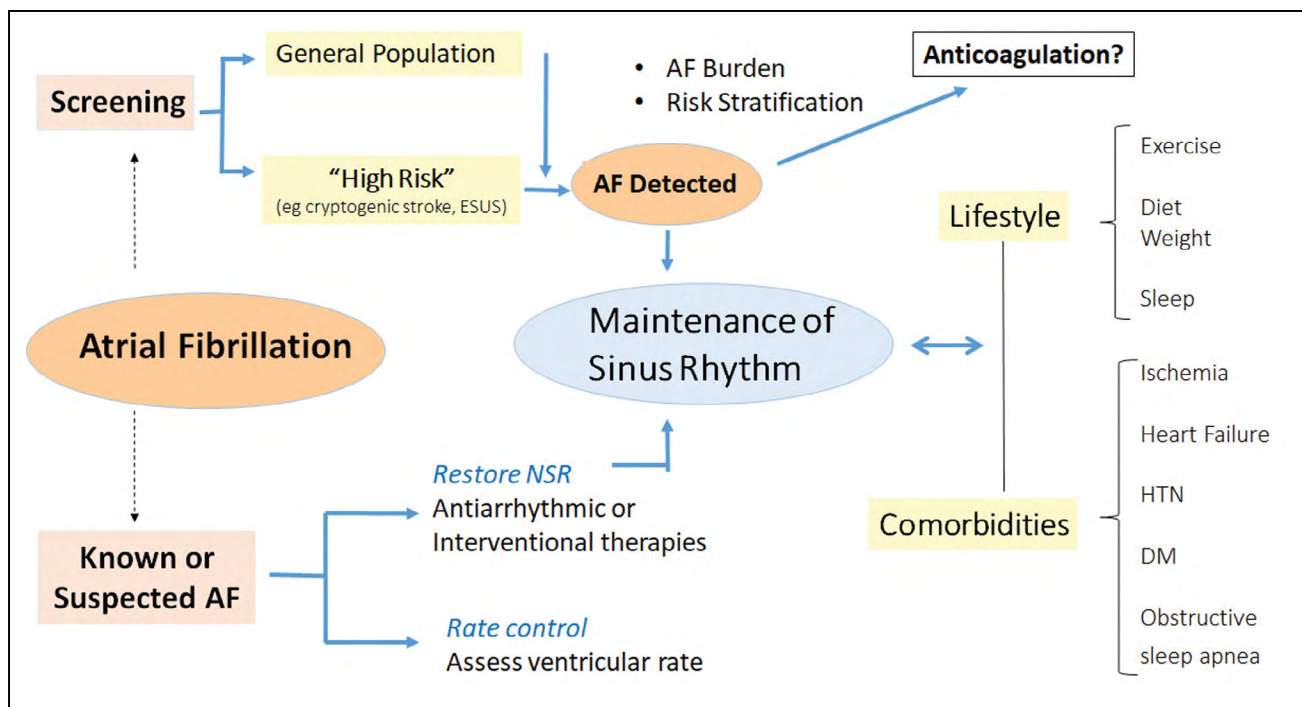 Screening
General Population
“High Risk”
(eg cryptogenic stroke, ESUS)
• AF Burden
• Risk Stratification
Anticoagulation?
AF Detected
Atrial Fibrillation
Maintenance of
Sinus Rhythm
Known or
Suspected AF
Restore NSR
Antiarrhythmic or
Interventional therapies
Rate control
Assess ventricular rate
Lifestyle
Exercise
Diet
Weight
Sleep
Comorbidities
Ischemia
Heart Failure
HTN
DM
Obstructive
sleep apnea